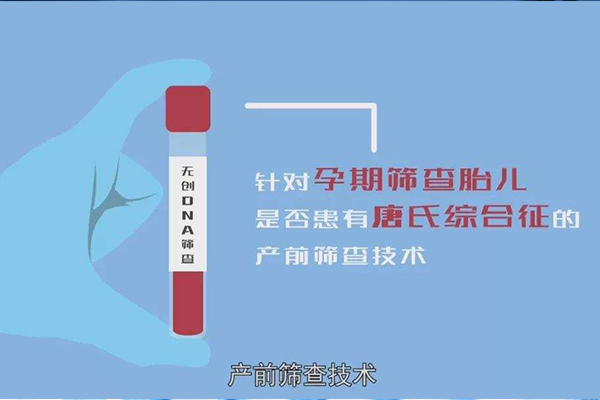 无创DNA筛查
针对孕期筛查胎儿
是否患有唐氏综合征的
产前筛查技术
产前筛查技术